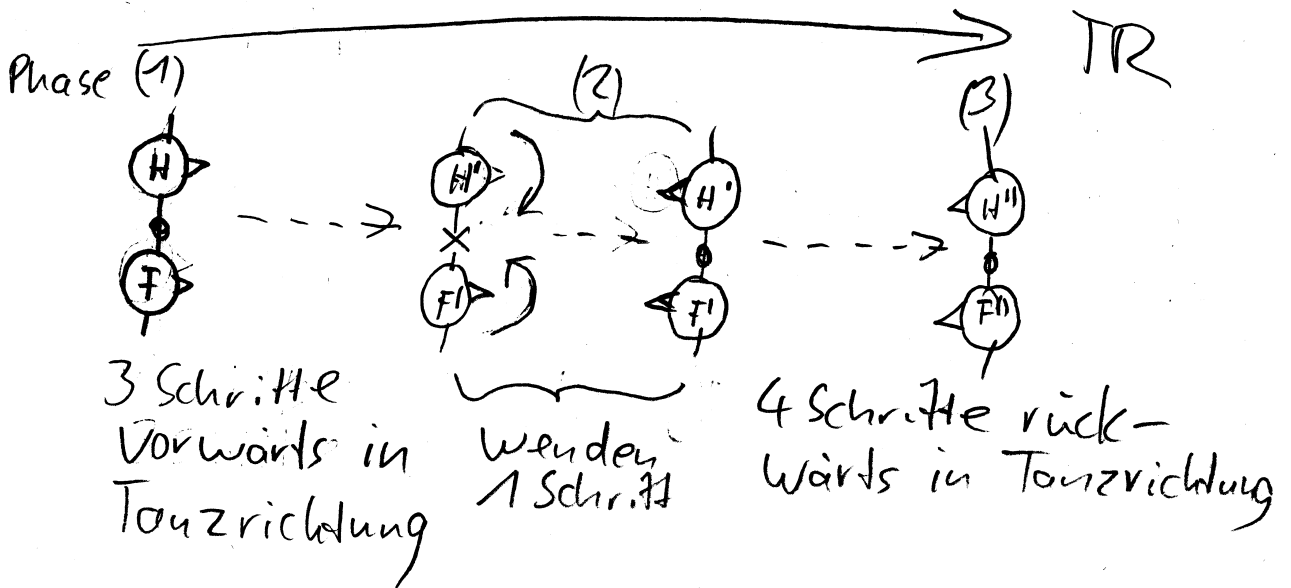 TR
Phase (1)
(2)
(3)
H
H'
H'
H''
F
F'
F'
F''
3 Schritte
Vorwärts in
Tanzrichtung
wenden
1 Schritt
4 Schritte rück-
wärts in Tanzrichtung